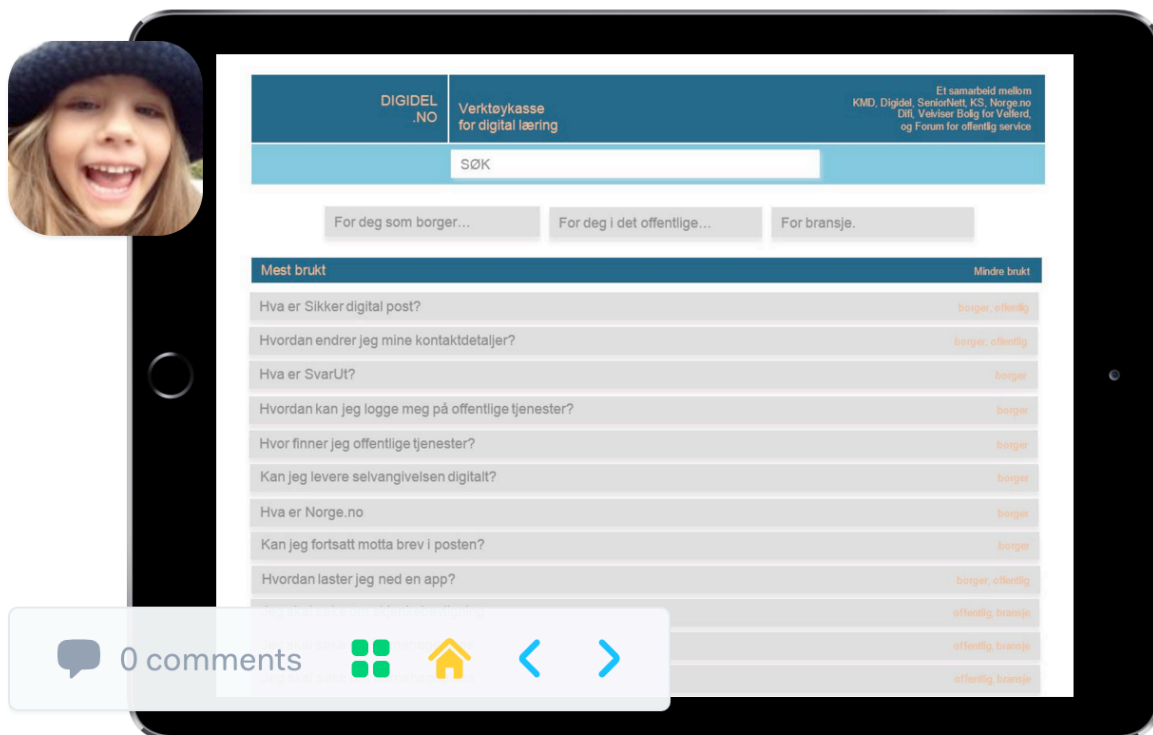 DIGIDEL
.NO
Verktøykasse
for digital læring
Et samarbeid mellom
KMD, Digidel, SeniorNett, KS, Norge.no
Difi, Veiviser Bolig for Velferd,
og Forum for offentlig service
SØK
For deg som borger...
For deg i det offentlige...
For bransje.
Mest brukt
Mindre brukt
Hva er Sikker digital post?
borger, offentlig
Hvordan endrer jeg mine kontaktdetaljer?
borger, offentlig
Hva er SvarUt?
borger
Hvordan kan jeg logge meg på offentlige tjenester?
borger
Hvor finner jeg offentlige tjenester?
borger
Kan jeg levere selvangivelsen digitalt?
borger
Hva er Norge.no
borger
Kan jeg fortsatt motta brev i posten?
borger
Hvordan laster jeg ned en app?
borger, offentlig
offentlig, bransje
offentlig, bransje
offentlig, bransje
0 comments